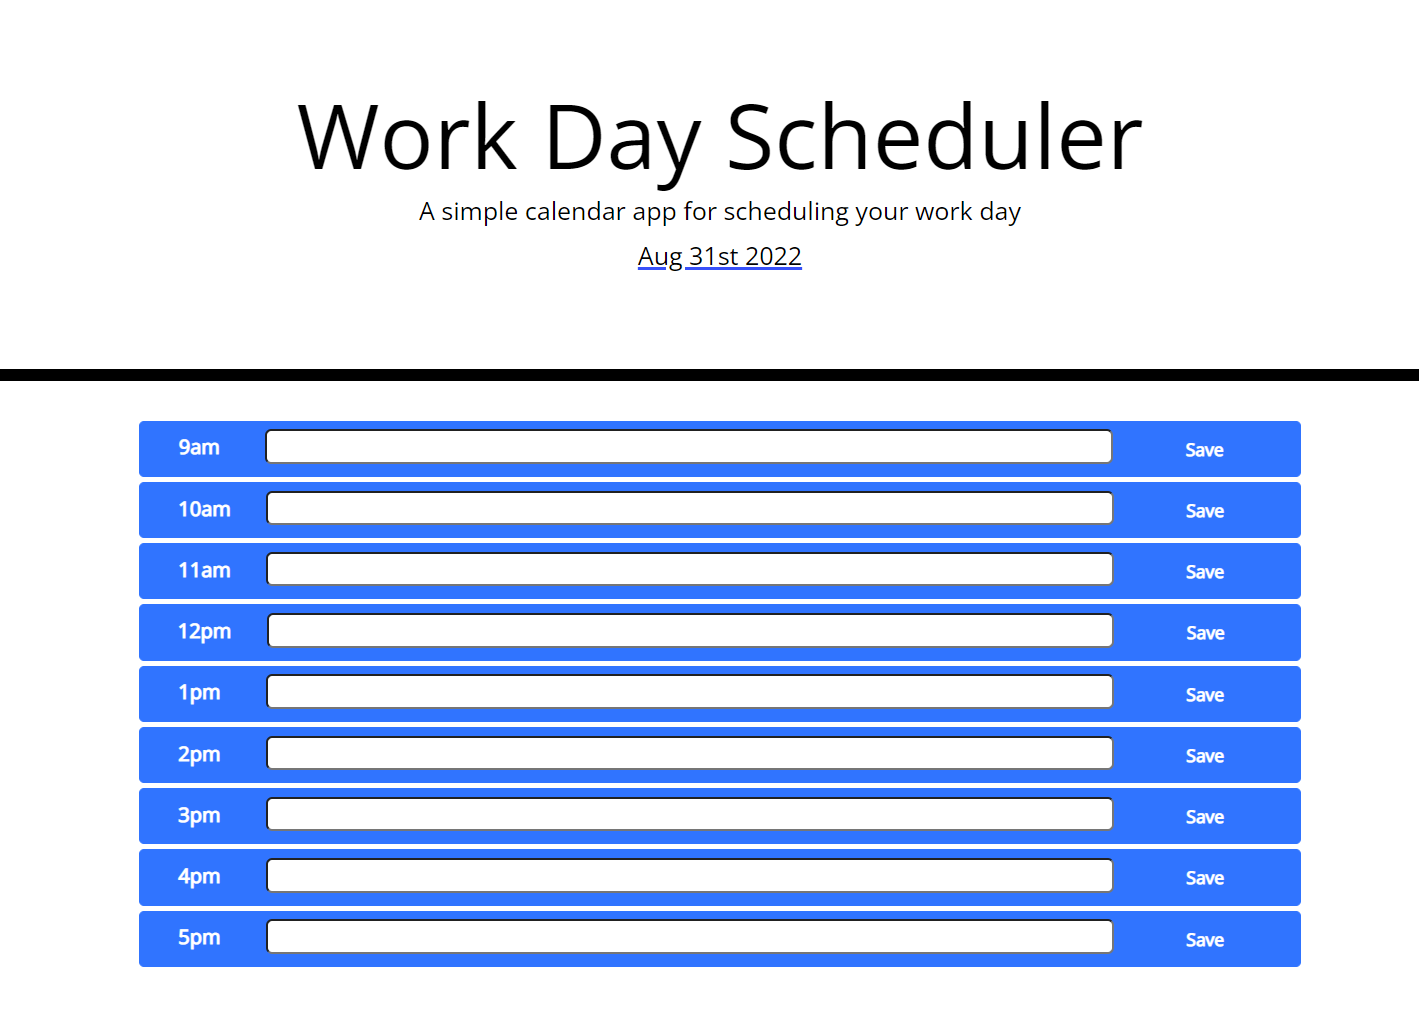 Work Day Scheduler
A simple calendar app for scheduling your work day
Aug 31st 2022
9am Save
10am Save
11am Save
12pm Save
1pm Save
2pm Save
3pm Save
4pm Save
5pm Save